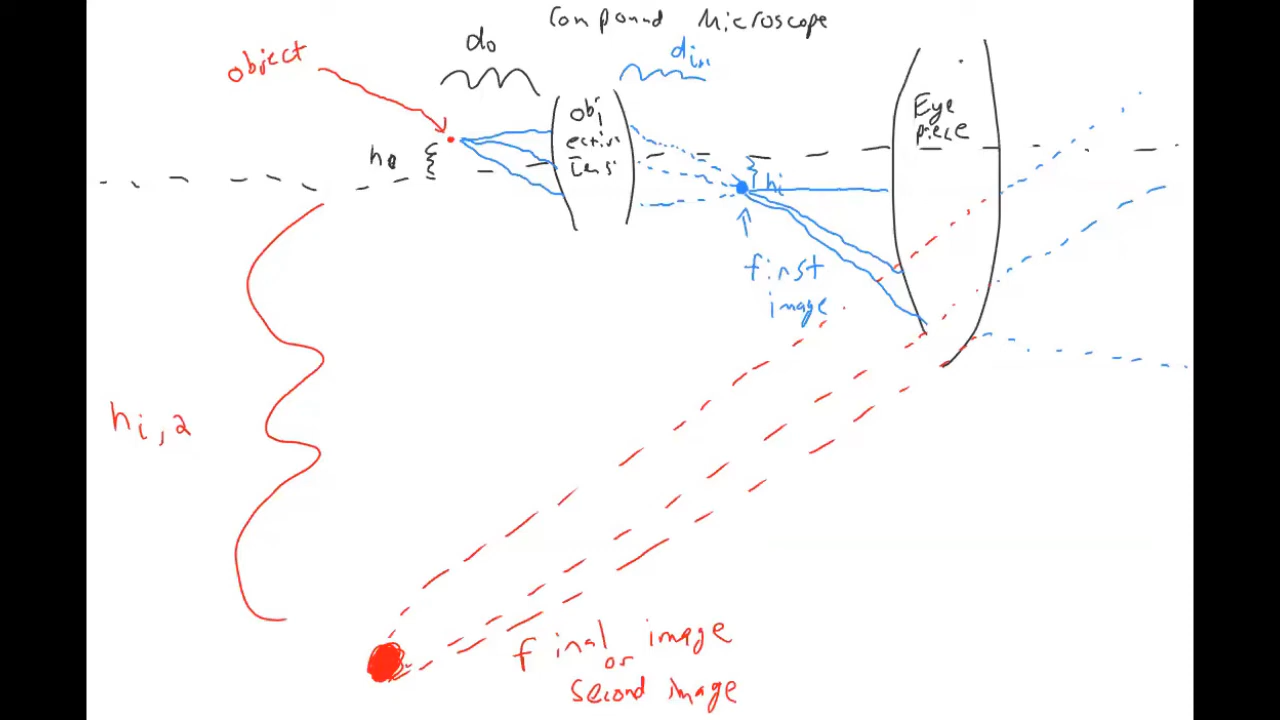 Compound Microscope
do
di,1
object
obj
ective
Lens
Eye
piece
ho
hi
first
image
hi,2
final image
or
second image